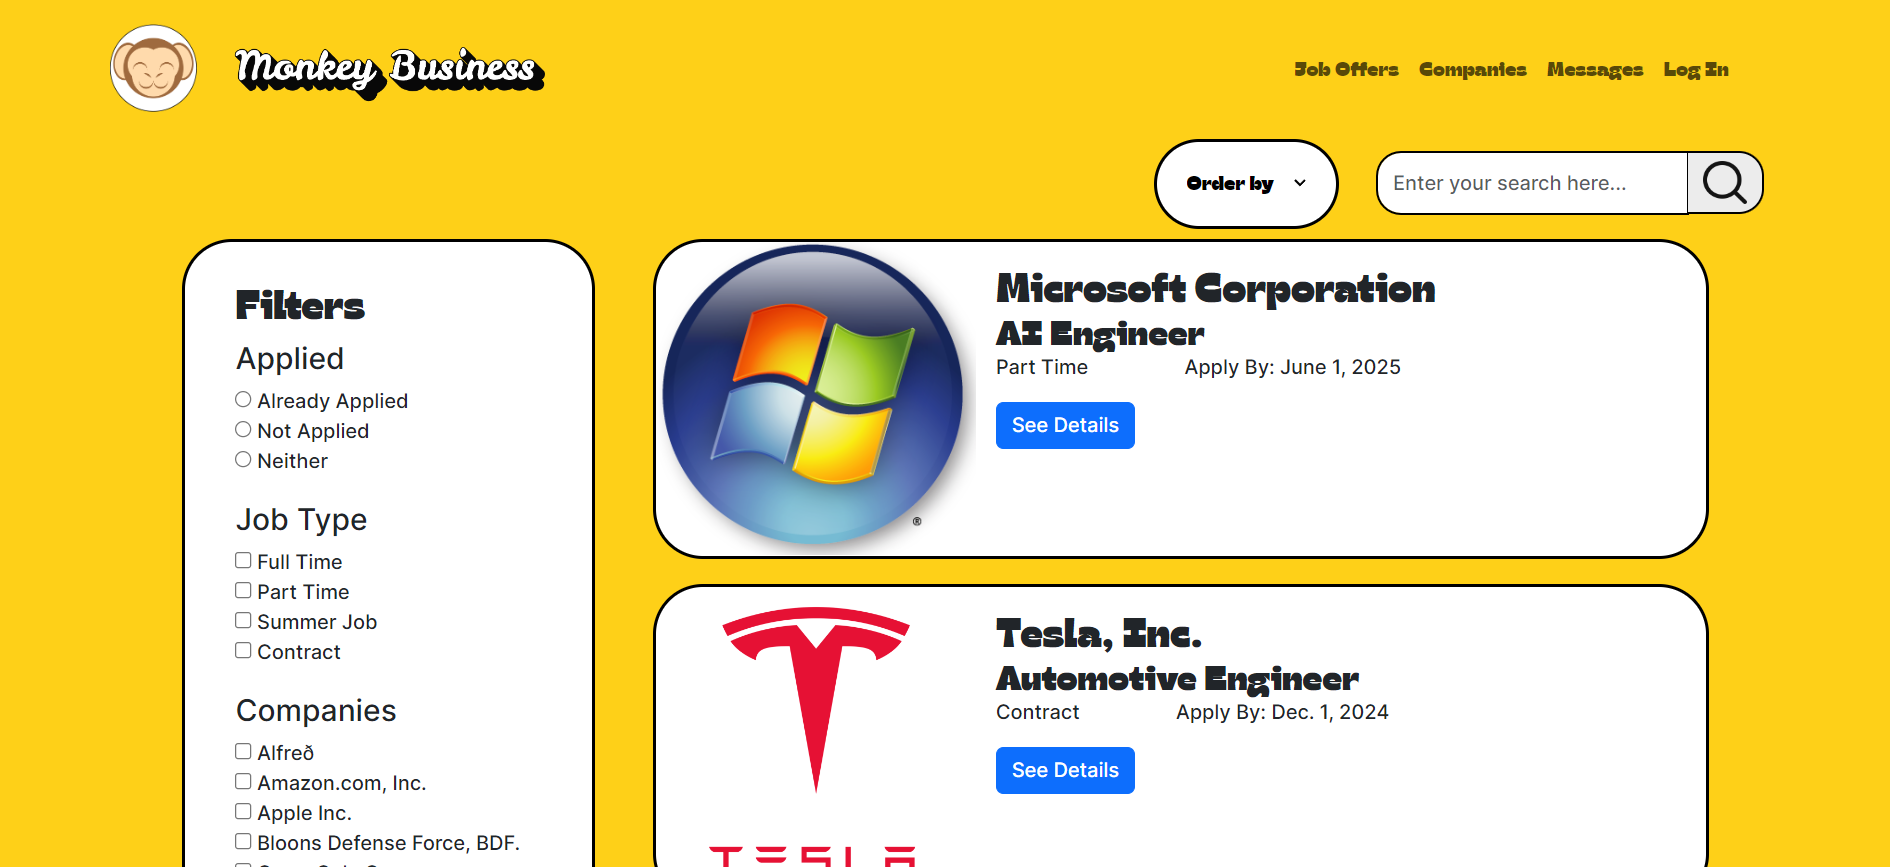 Monkey Business
Job Offers Companies Messages Log In
Order by
Enter your search here...
Filters
Applied
Already Applied
Not Applied
Neither
Job Type
Full Time
Part Time
Summer Job
Contract
Companies
Alfreð
Amazon.com, Inc.
Apple Inc.
Bloons Defense Force, BDF.
®
Microsoft Corporation
AI Engineer
Part Time Apply By: June 1, 2025
See Details
TESLA
Tesla, Inc.
Automotive Engineer
Contract Apply By: Dec. 1, 2024
See Details